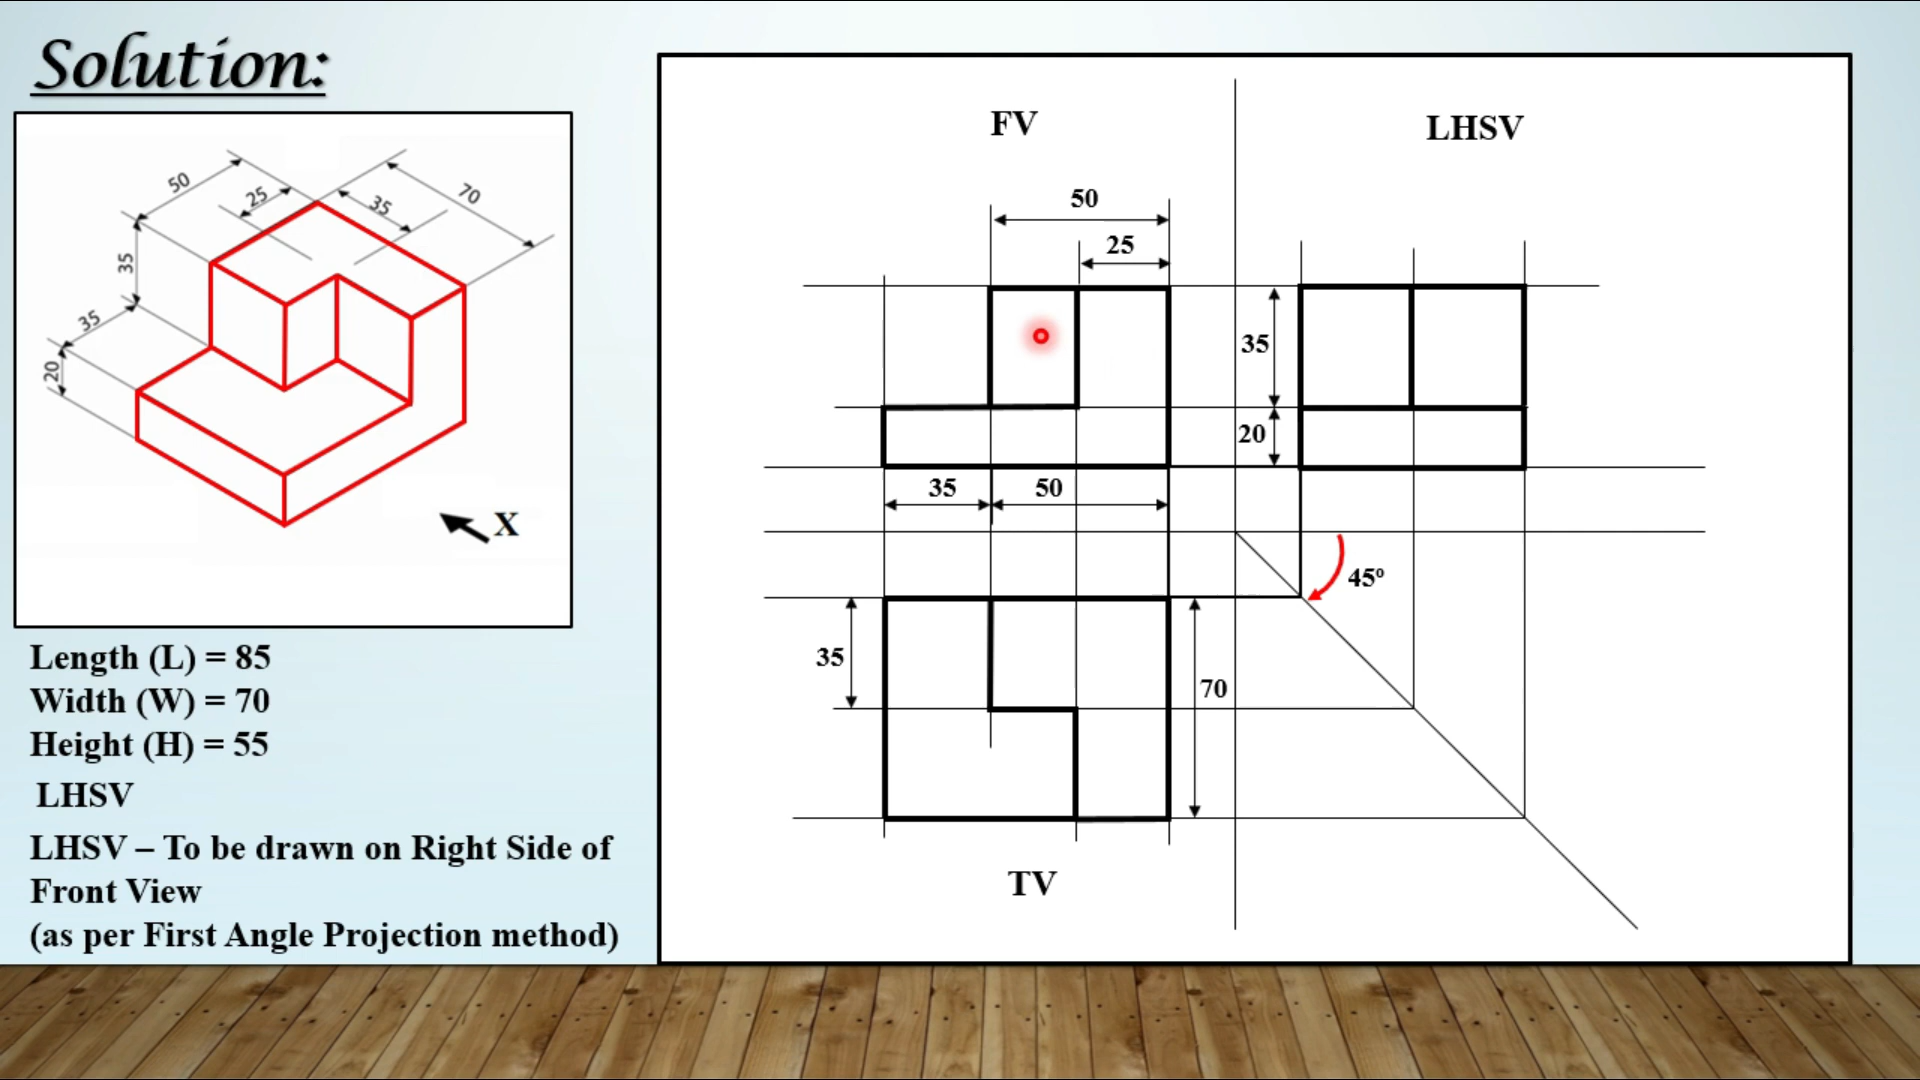 Solution:
50
25
35
70
35
35
20
X
Length (L) = 85
Width (W) = 70
Height (H) = 55
LHSV
LHSV – To be drawn on Right Side of
Front View
(as per First Angle Projection method)
FV
LHSV
50
25
35
20
35
50
45º
35
70
TV